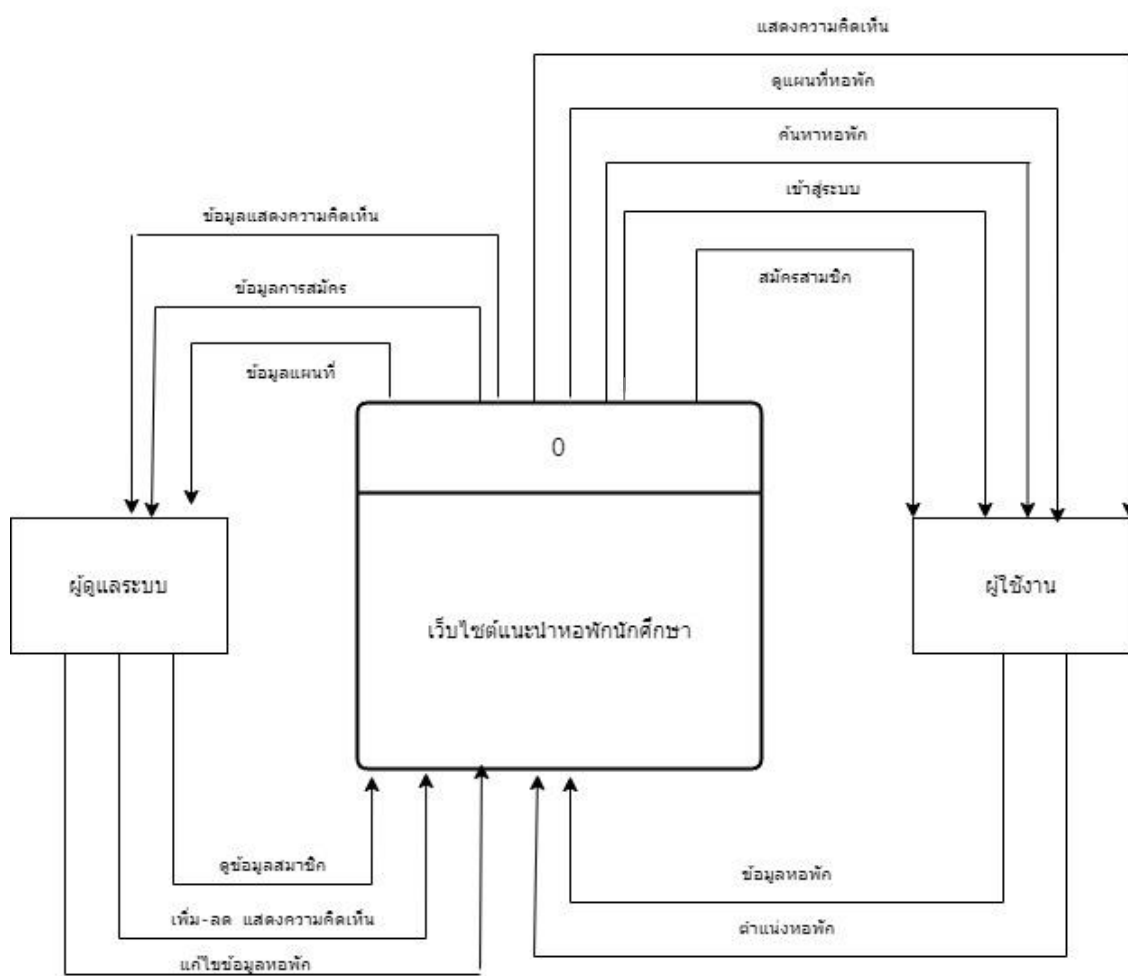 แสดงความคิดเห็น
ดูแผนที่หอพัก
ค้นหาหอพัก
เข้าสู่ระบบ
ข้อมูลแสดงความคิดเห็น
สมัครสามชิก
ข้อมูลการสมัคร
ข้อมูลแผนที่
0
ผู้ดูแลระบบ
ผู้ใช้งาน
เว็บไซต์แนะนำหอพักนักศึกษา
ดูข้อมูลสมาชิก
ข้อมูลหอพัก
เพิ่ม-ลด แสดงความคิดเห็น
ตำแน่งหอพัก
แก้ไขข้อมูลหอพัก